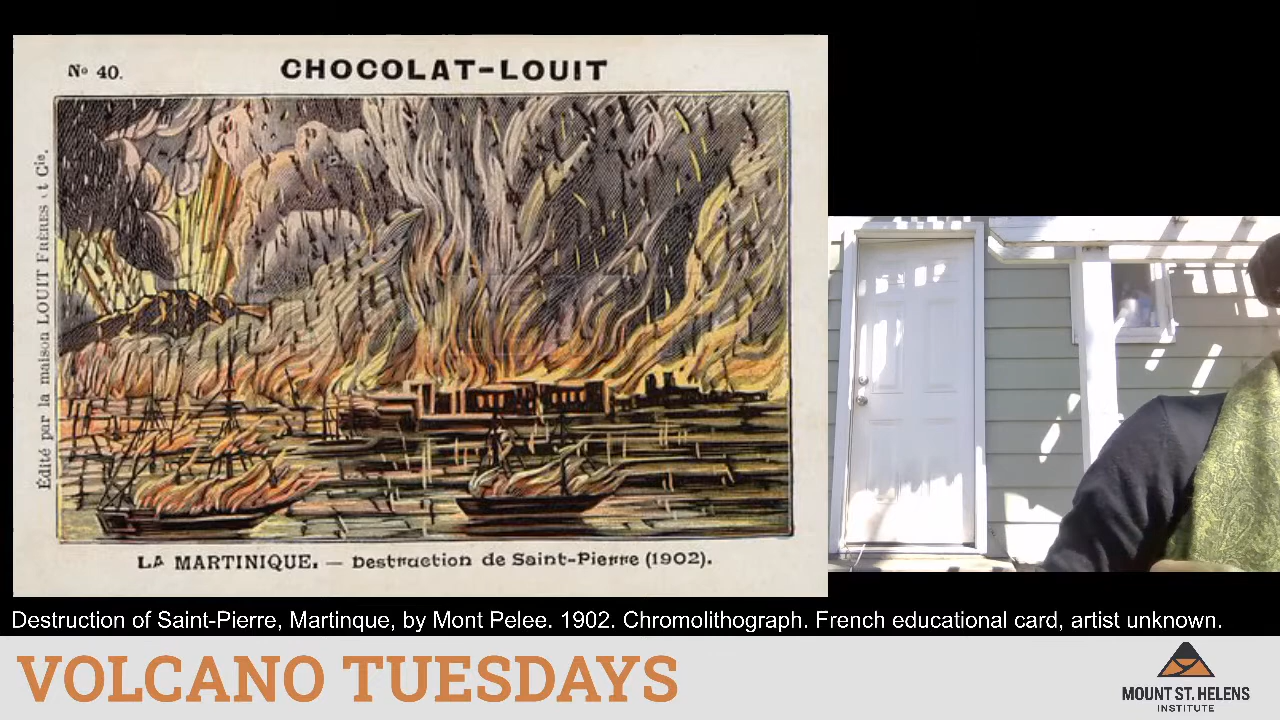 Nº 40.
CHOCOLAT-LOUIT
Édité par la maison LOUIT FRÈRES et Cie.
LA MARTINIQUE. — Destruction de Saint-Pierre (1902).
Destruction of Saint-Pierre, Martinque, by Mont Pelee. 1902. Chromolithograph. French educational card, artist unknown.
VOLCANO TUESDAYS
MOUNT ST. HELENS
INSTITUTE